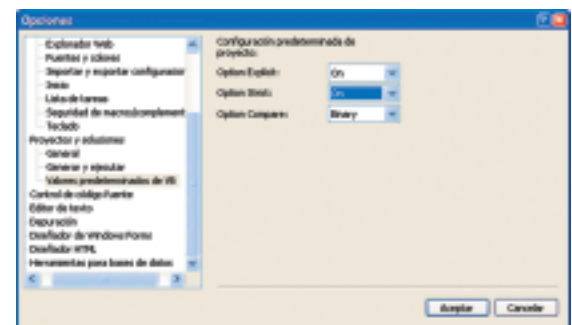 Opciones
Explorador Web
Fuentes y colores
Importar y exportar configuracion
Inicio
Lista de tareas
Seguridad de macros/complement
Teclado
Proyectos y soluciones
General
Generar y ejecutar
Valores predeterminados de VB
Control de código fuente
Editor de texto
Depuración
Diseñador de Windows Forms
Diseñador HTML
Herramientas para bases de datos
Configuración predeterminada de
proyecto:
Option Explicit: On
Option Strict: On
Option Compare: Binary
Aceptar Cancelar